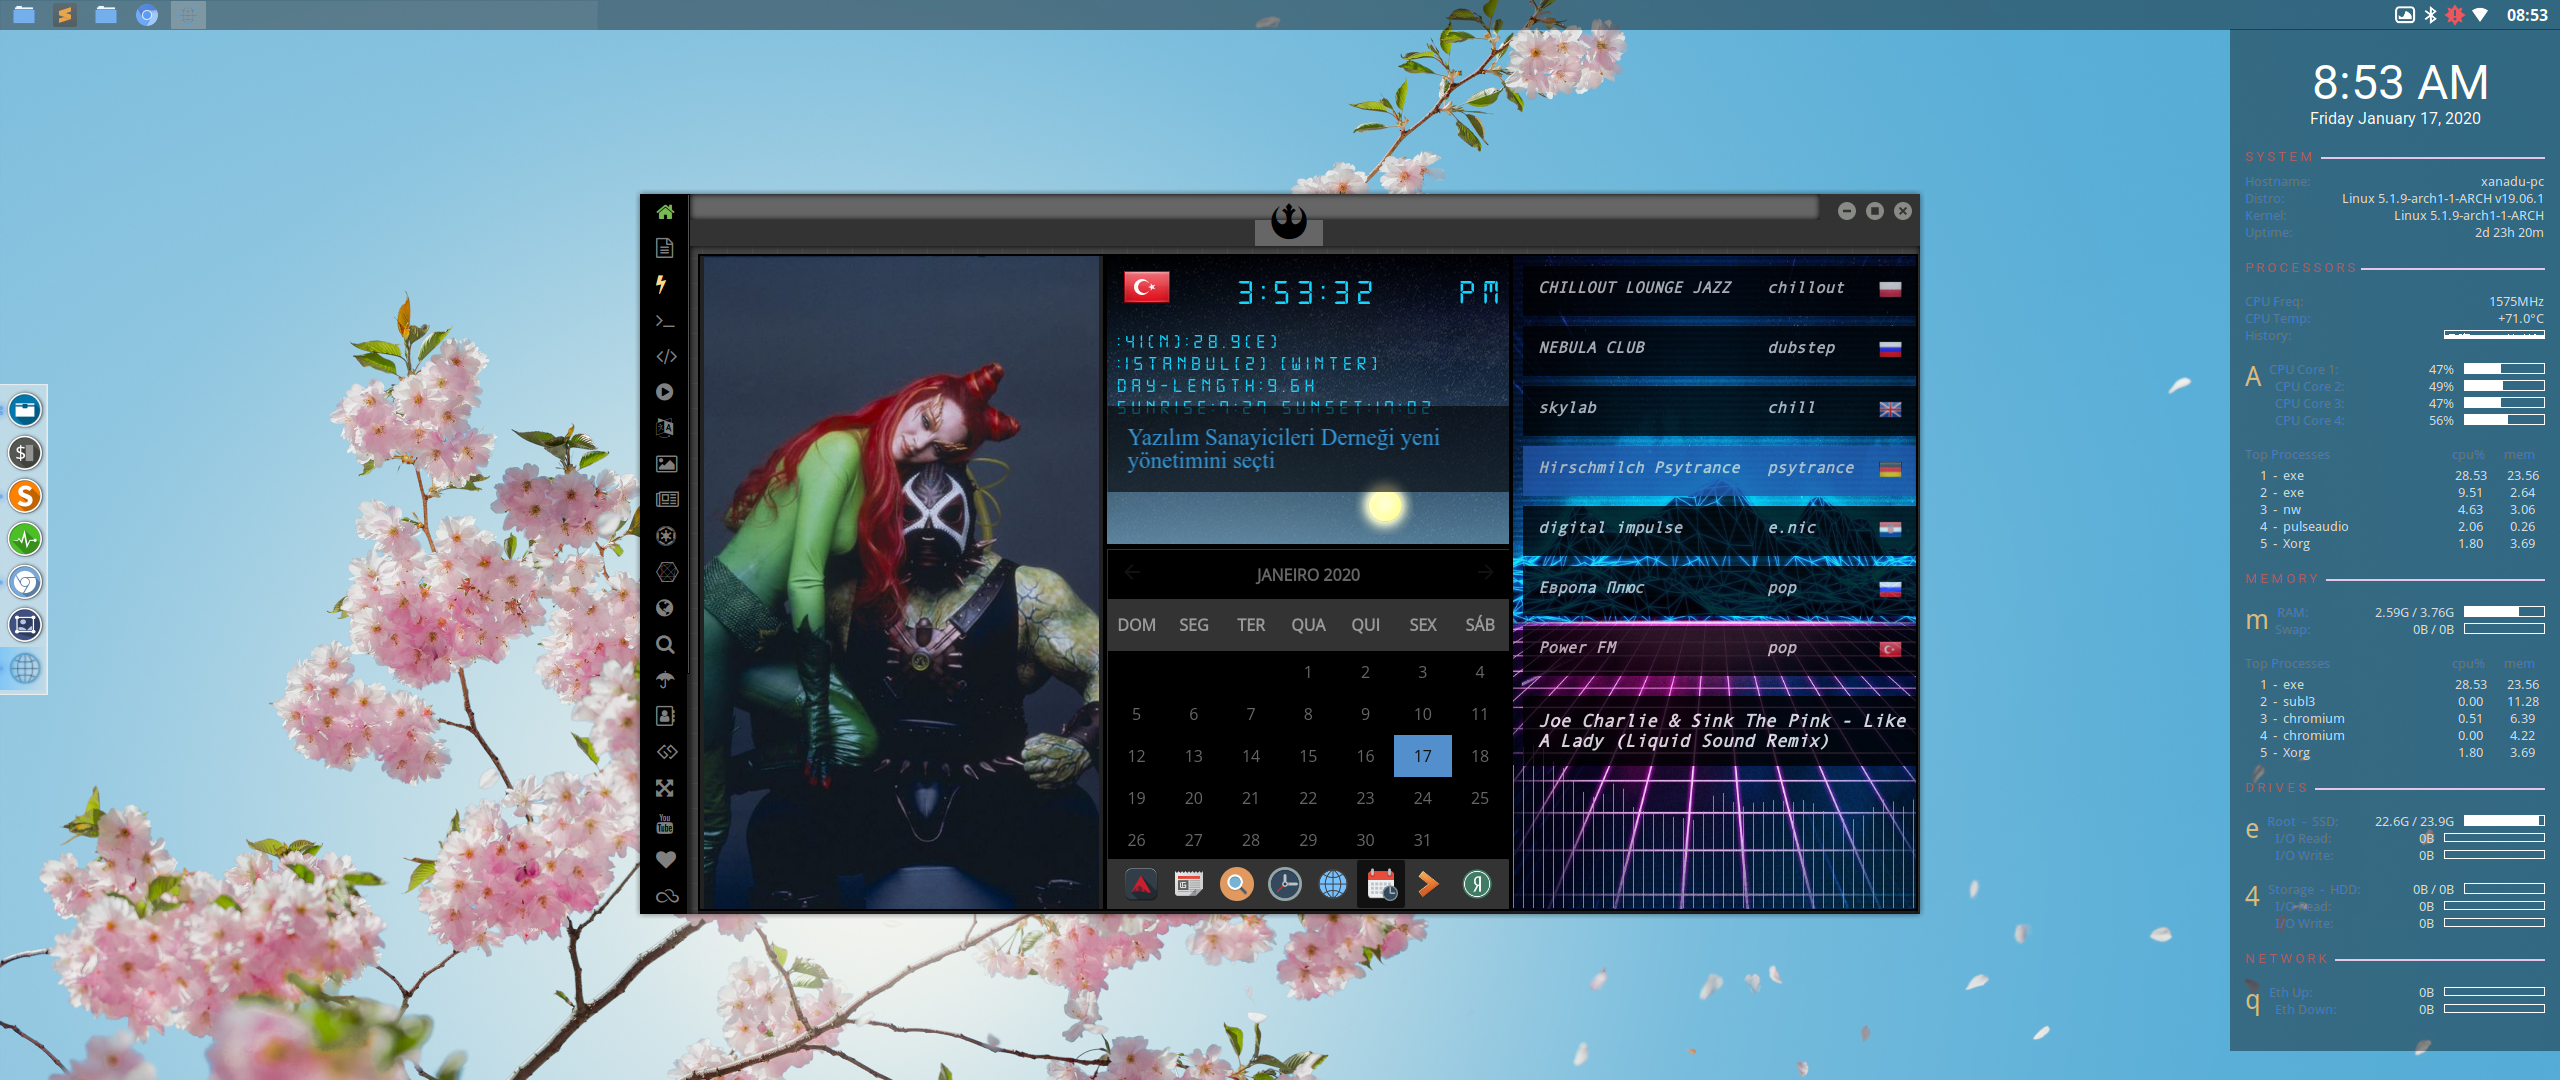 08:53
8:53 AM
Friday January 17, 2020
SYSTEM
Hostname: xanadu-pc
Distro: Linux 5.1.9-arch1-1-ARCH v19.06.1
Kernel: Linux 5.1.9-arch1-1-ARCH
Uptime: 2d 23h 20m
PROCESSORS
CPU Freq: 1575MHz
CPU Temp: +71.0°C
History:
A CPU Core 1: 47%
CPU Core 2: 49%
CPU Core 3: 47%
CPU Core 4: 56%
Top Processes cpu% mem
1 - exe 28.53 23.56
2 - exe 9.51 2.64
3 - nw 4.63 3.06
4 - pulseaudio 2.06 0.26
5 - Xorg 1.80 3.69
MEMORY
m RAM: 2.59G / 3.76G
Swap: 0B / 0B
Top Processes cpu% mem
1 - exe 28.53 23.56
2 - subl3 0.00 11.28
3 - chromium 0.51 6.39
4 - chromium 0.00 4.22
5 - Xorg 1.80 3.69
DRIVES
e Root - SSD: 22.6G / 23.9G
I/O Read: 0B
I/O Write: 0B
4 Storage - HDD: 0B / 0B
I/O Read: 0B
I/O Write: 0B
NETWORK
q Eth Up: 0B
Eth Down: 0B
You
Tube
3:53:32 PM
:41(N):28.9(E)
:ISTANBUL(2) (WINTER)
DAY-LENGTH:9.6H
SUNRISE:7:27 SUNSET:17:02
Yazılım Sanayicileri Derneği yeni
yönetimini seçti
JANEIRO 2020
DOM SEG TER QUA QUI SEX SÁB
1 2 3 4
5 6 7 8 9 10 11
12 13 14 15 16 17 18
19 20 21 22 23 24 25
26 27 28 29 30 31
CHILLOUT LOUNGE JAZZ chillout
NEBULA CLUB dubstep
skylab chill
Hirschmilch Psytrance psytrance
digital impulse e.nic
Европа Плюс pop
Power FM pop
Joe Charlie & Sink The Pink - Like
A Lady (Liquid Sound Remix)